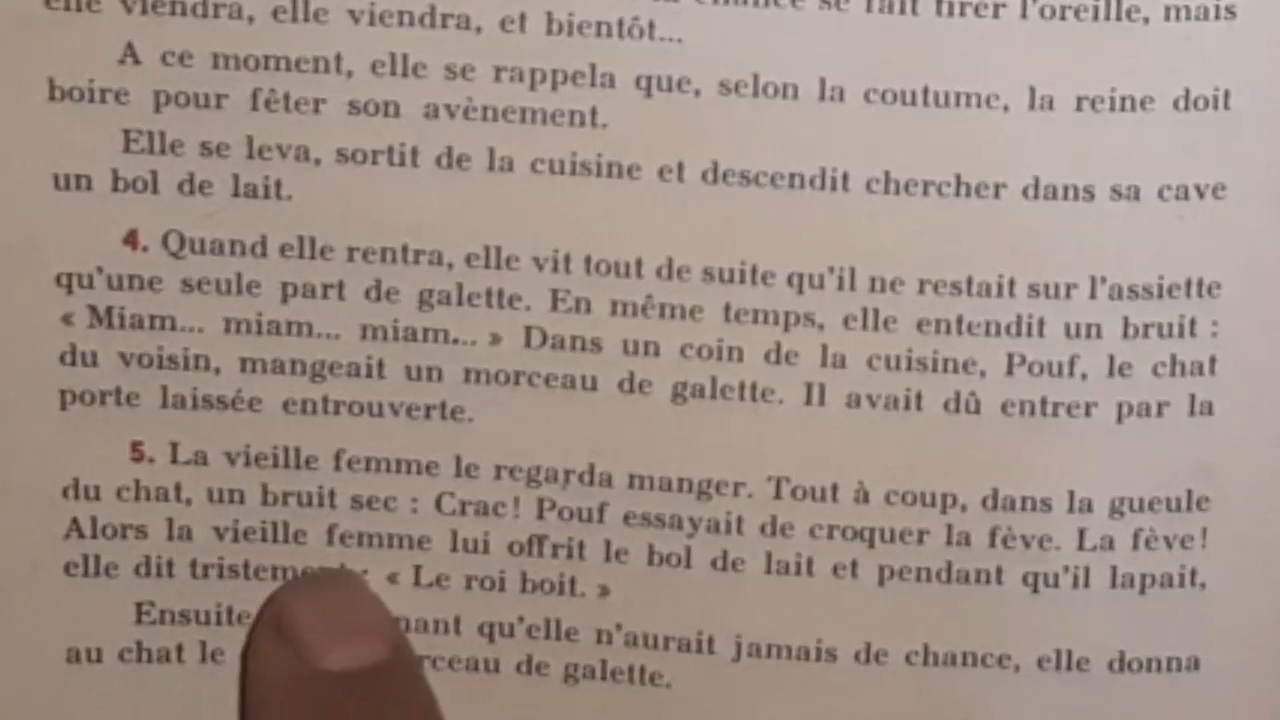 elle viendra, elle viendra, et bientôt...
se fait tirer l'oreille, mais
A ce moment, elle se rappela que, selon la coutume, la reine doit
boire pour fêter son avènement.
Elle se leva, sortit de la cuisine et descendit chercher dans sa cave
un bol de lait.
4. Quand elle rentra, elle vit tout de suite qu'il ne restait sur l'assiette
qu'une seule part de galette. En même temps, elle entendit un bruit :
« Miam... miam... miam... » Dans un coin de la cuisine, Pouf, le chat
du voisin, mangeait un morceau de galette. Il avait dû entrer par la
porte laissée entrouverte.
5. La vieille femme le regarda manger. Tout à coup, dans la gueule
du chat, un bruit sec : Crac! Pouf essayait de croquer la fève. La fève!
Alors la vieille femme lui offrit le bol de lait et pendant qu'il lapait,
elle dit : « Le roi boit. »
Ensuite qu'elle n'aurait jamais de chance, elle donna
au chat le de galette.